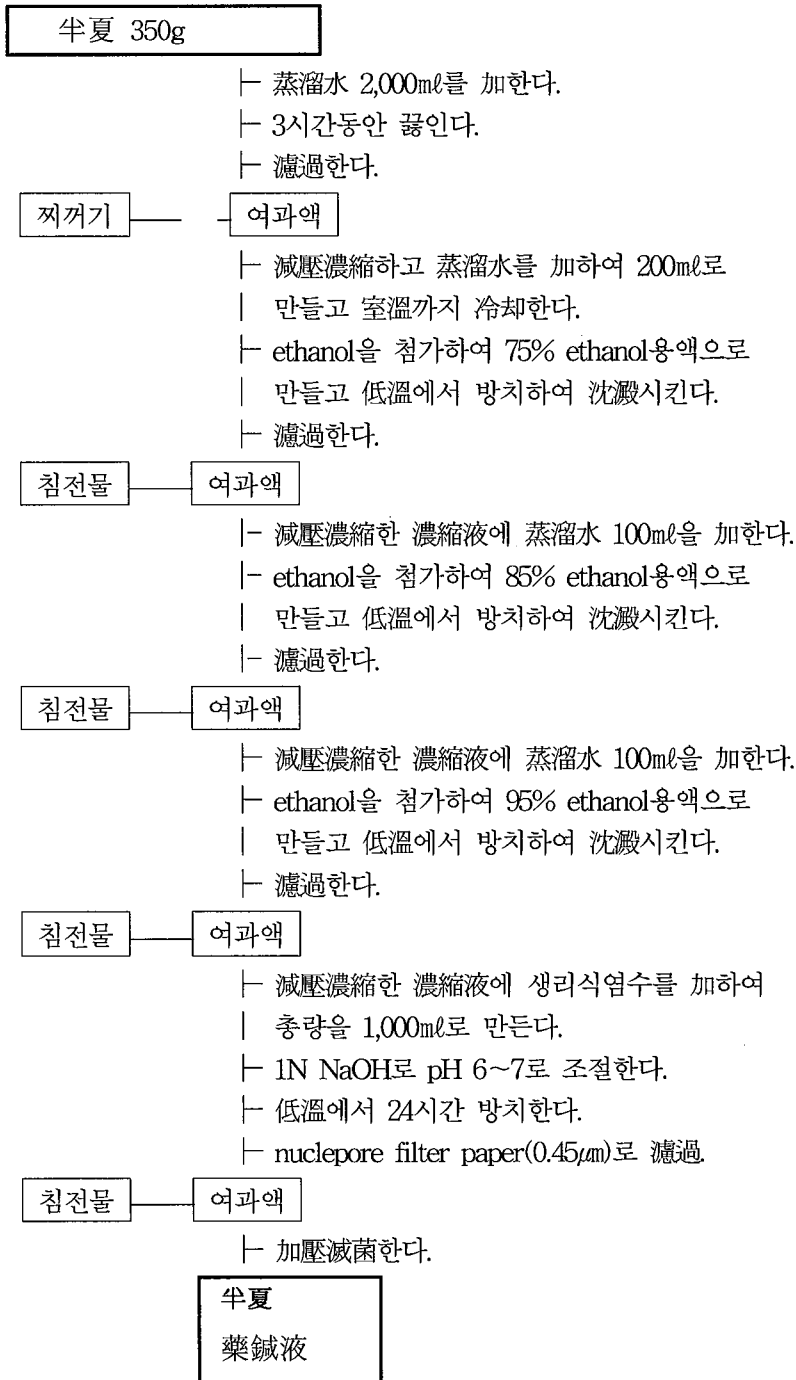 半夏 350g
├ 蒸溜水 2,000㎖를 加한다.
├ 3시간동안 끓인다.
├ 濾過한다.
찌꺼기 여과액
├ 減壓濃縮하고 蒸溜水를 加하여 200㎖로
| 만들고 室溫까지 冷却한다.
├ ethanol을 첨가하여 75% ethanol용액으로
| 만들고 低溫에서 방치하여 沈澱시킨다.
├ 濾過한다.
침전물 여과액
├ 減壓濃縮한 濃縮液에 蒸溜水 100㎖을 加한다.
├ ethanol을 첨가하여 85% ethanol용액으로
| 만들고 低溫에서 방치하여 沈澱시킨다.
├ 濾過한다.
침전물 여과액
├ 減壓濃縮한 濃縮液에 蒸溜水 100㎖을 加한다.
├ ethanol을 첨가하여 95% ethanol용액으로
| 만들고 低溫에서 방치하여 沈澱시킨다.
├ 濾過한다.
침전물 여과액
├ 減壓濃縮한 濃縮液에 생리식염수를 加하여
| 총량을 1,000㎖로 만든다.
├ 1N NaOH로 pH 6~7로 조절한다.
├ 低溫에서 24시간 방치한다.
├ nuclepore filter paper(0.45㎛)로 濾過.
침전물 여과액
├ 加壓滅菌한다.
半夏
藥鍼液